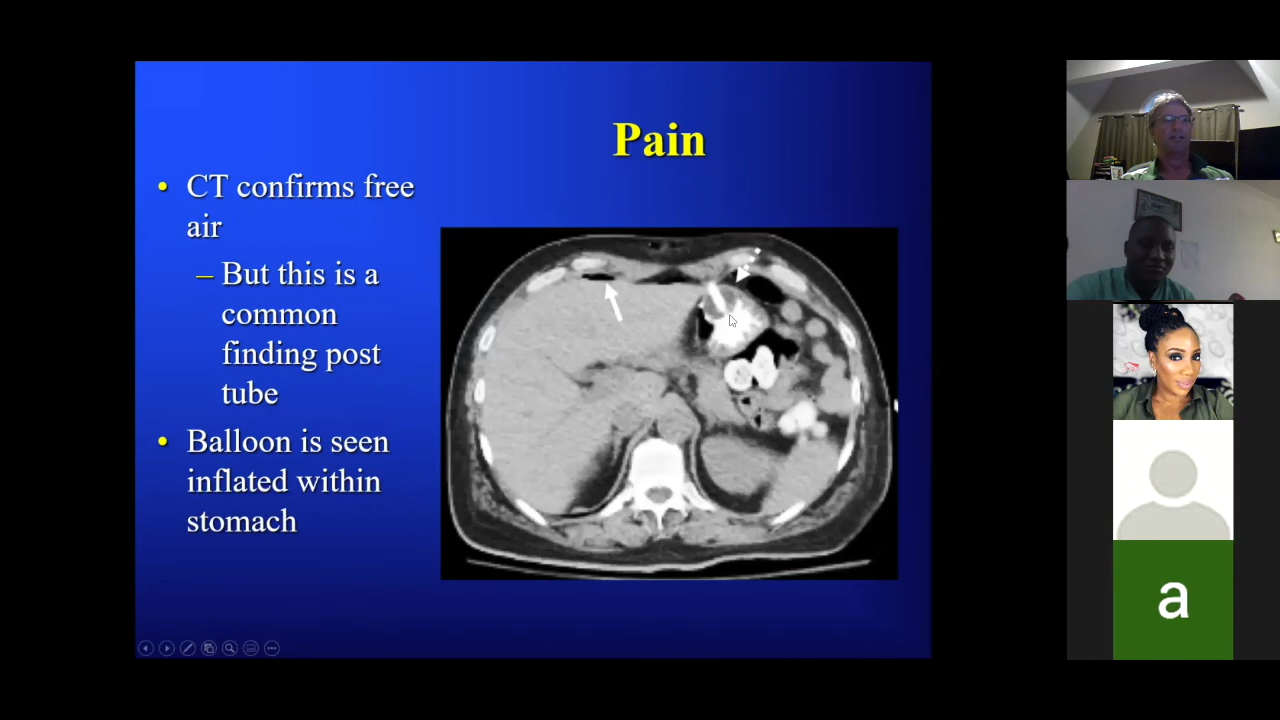 Pain
• CT confirms free
air
– But this is a
common
finding post
tube
• Balloon is seen
inflated within
stomach
a